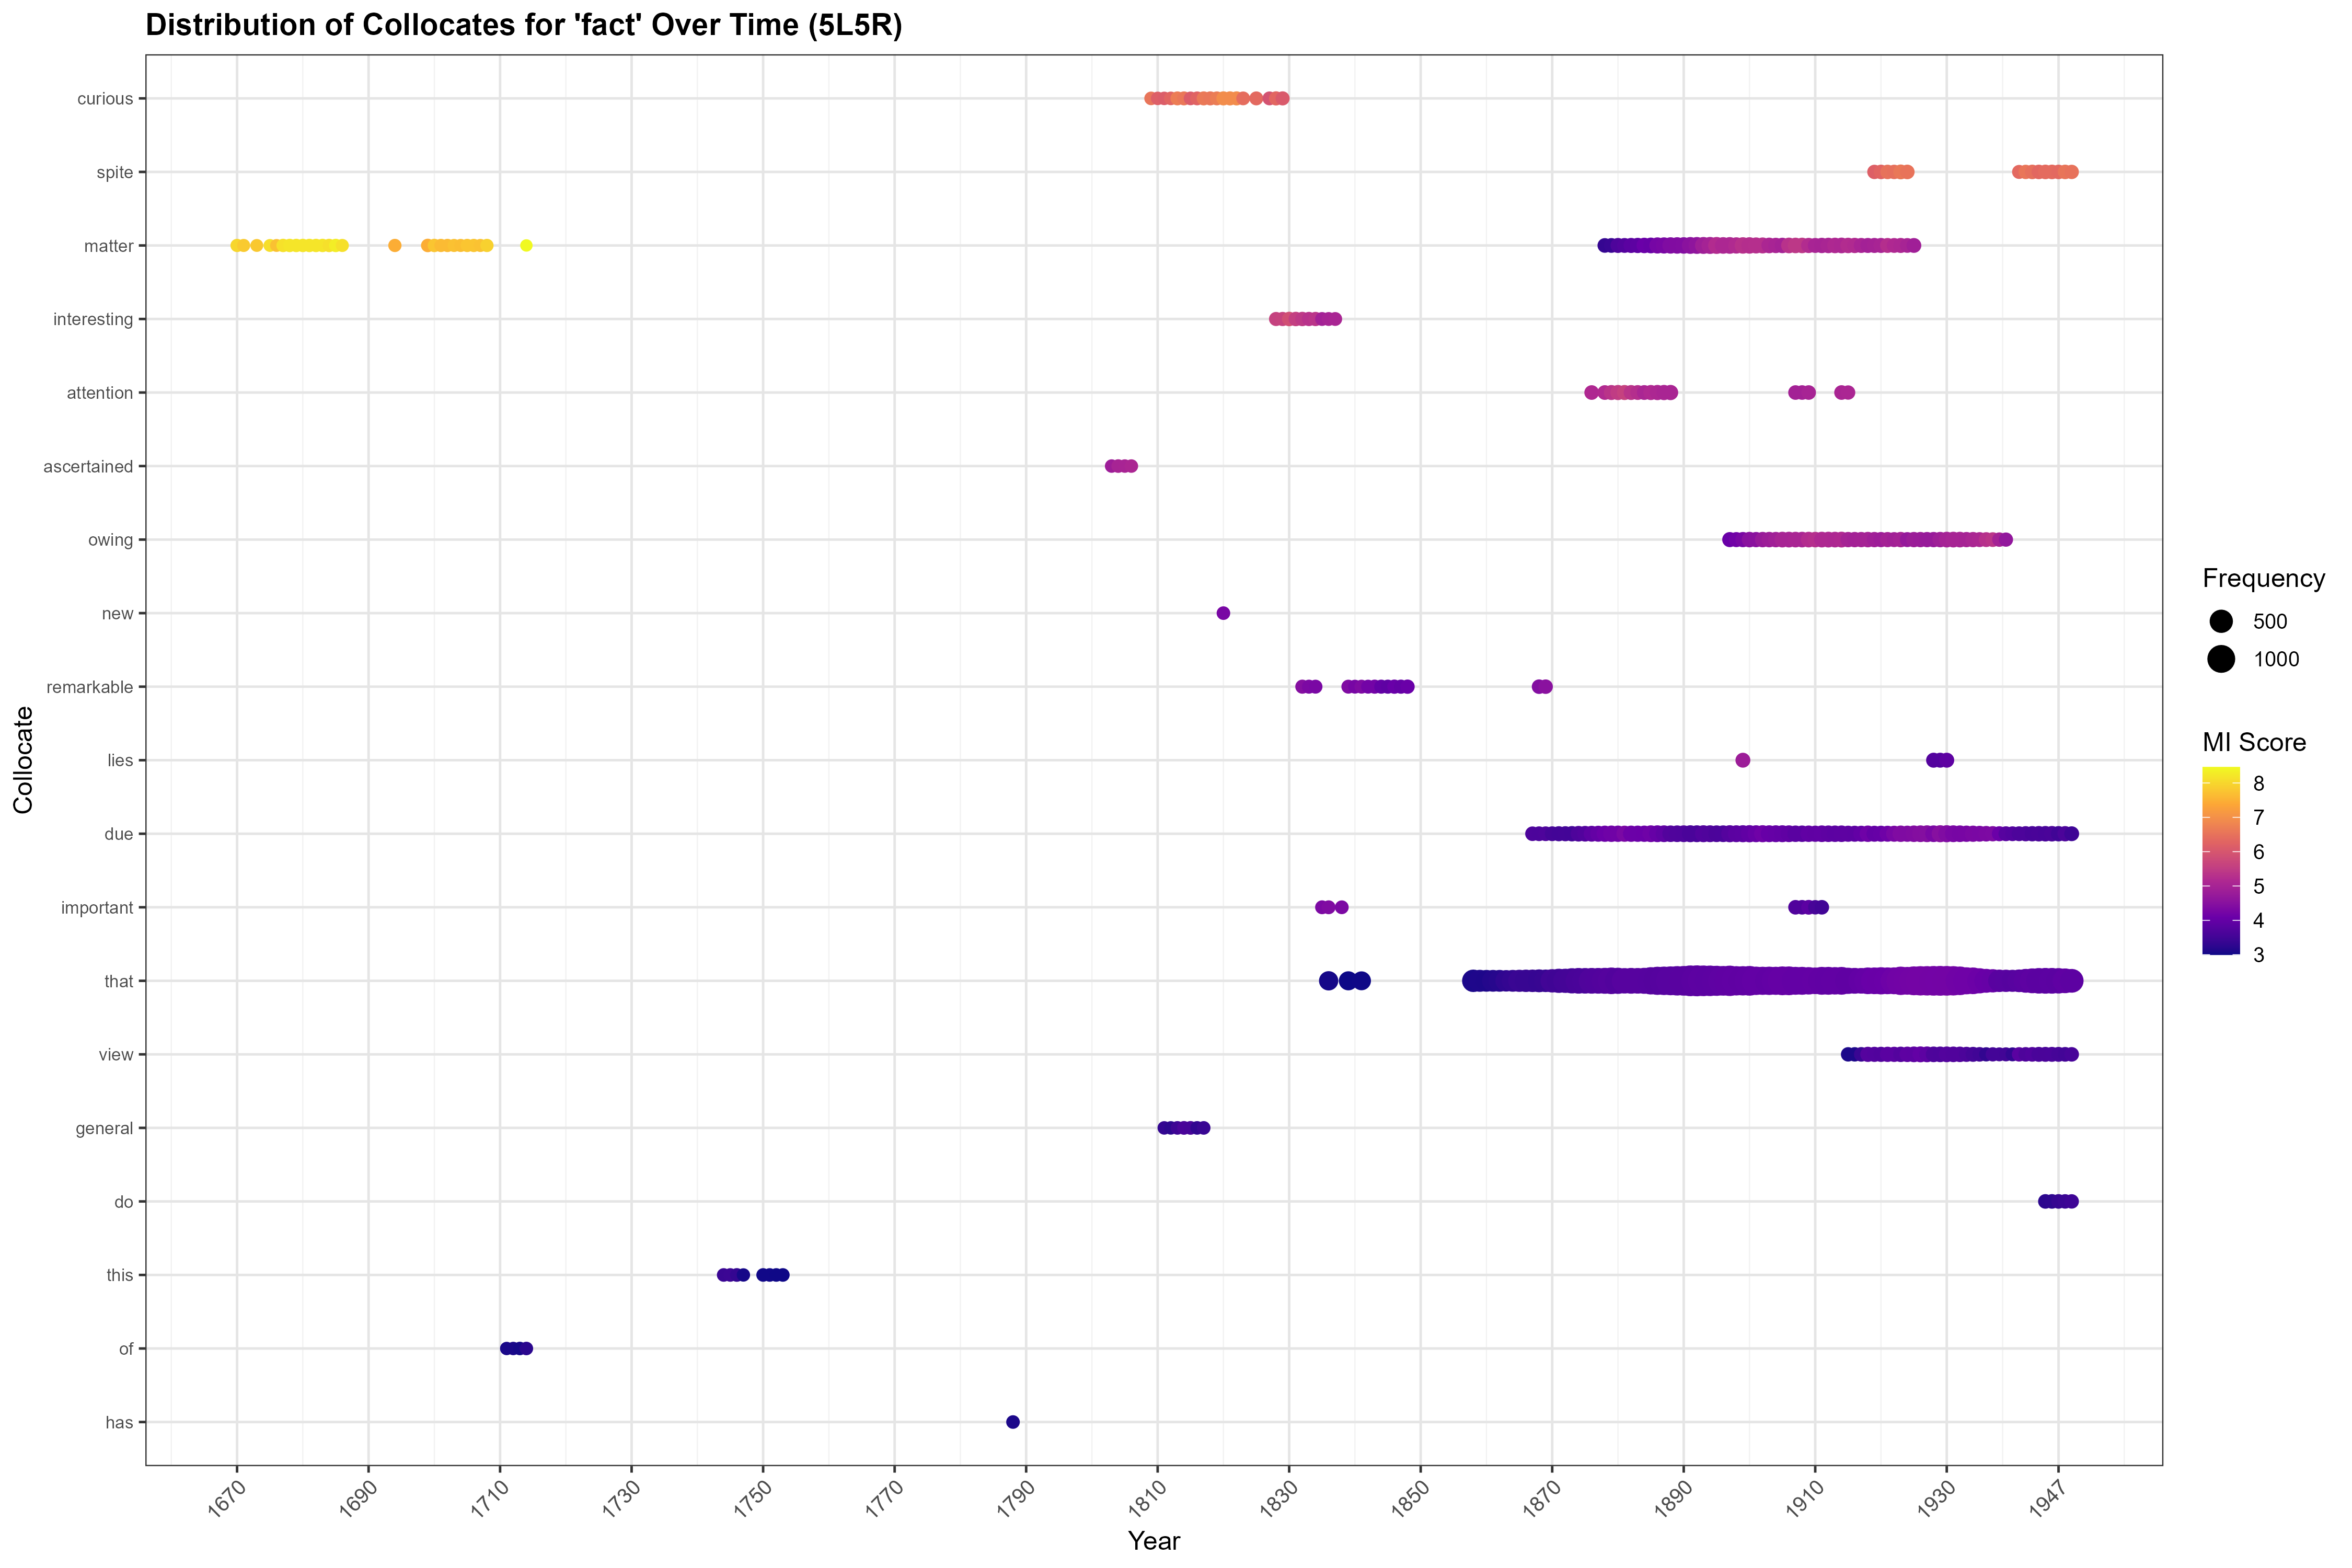 Distribution of Collocates for 'fact' Over Time (5L5R)
Collocate
curious
spite
matter
interesting
attention
ascertained
owing
new
remarkable
lies
due
important
that
view
general
do
this
of
has
1670
1690
1710
1730
1750
1770
1790
1810
1830
1850
1870
1890
1910
1930
1947
Year
Frequency
500
1000
MI Score
8
7
6
5
4
3